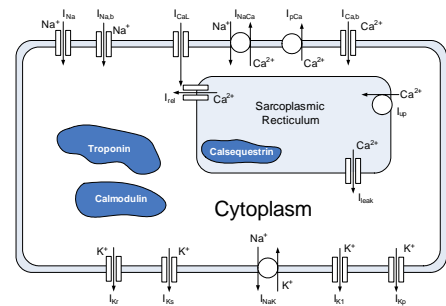 I_Na I_Na,b I_CaL I_NaCa I_pCa I_Ca,b
Na⁺ Na⁺ Na⁺ Ca²⁺
Ca²⁺ Ca²⁺
I_rel Ca²⁺ Ca²⁺
Sarcoplasmic
Recticulum
I_up
Troponin
Calsequestrin
Ca²⁺
Calmodulin
I_leak
Cytoplasm
Na⁺
K⁺ K⁺ K⁺ K⁺
K⁺
I_Kr I_Ks I_NaK I_K1 I_Kp